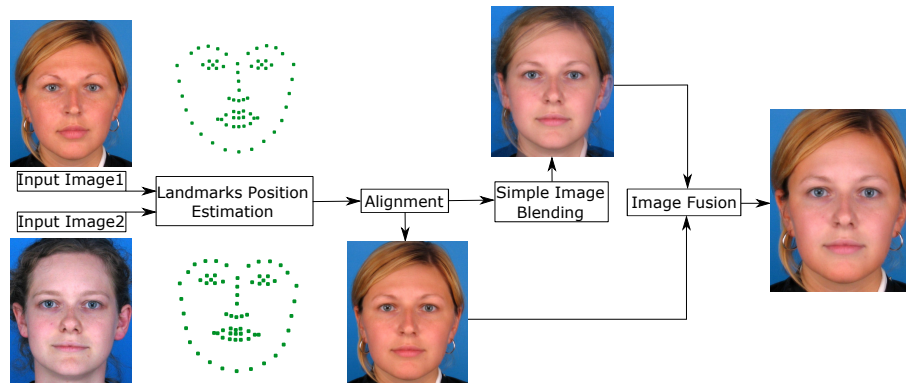 Input Image1
Input Image2
Landmarks Position
Estimation
Alignment
Simple Image
Blending
Image Fusion